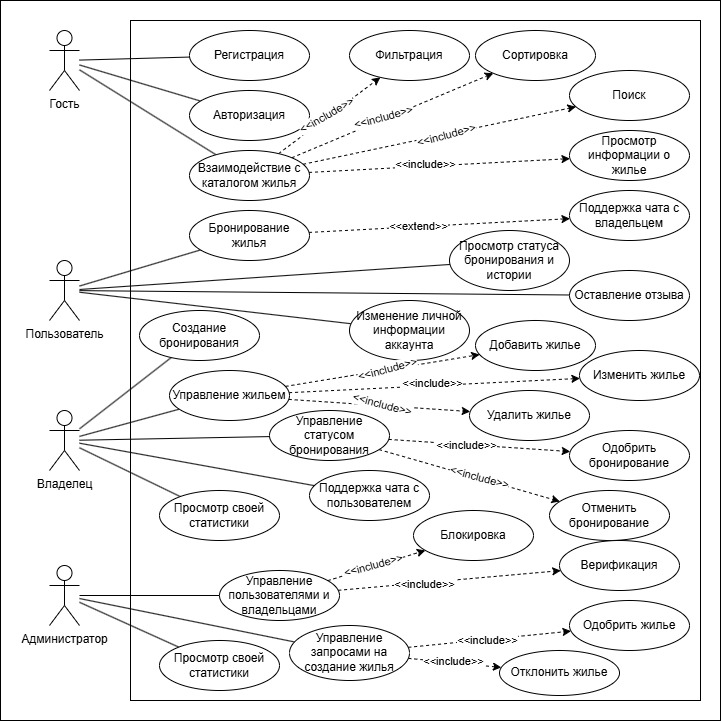 Гость
Регистрация
Авторизация
Взаимодействие с
каталогом жилья
<<include>>
Фильтрация
<<include>>
Сортировка
<<include>>
Поиск
<<include>>
Просмотр
информации о
жилье
Пользователь
Бронирование
жилья
<<extend>>
Поддержка чата с
владельцем
Просмотр статуса
бронирования и
истории
Оставление отзыва
Изменение личной
информации
аккаунта
Владелец
Создание
бронирования
Управление жильем
<<include>>
Добавить жилье
<<include>>
Изменить жилье
<<include>>
Удалить жилье
Управление
статусом
бронирования
<<include>>
Одобрить
бронирование
<<include>>
Отменить
бронирование
Поддержка чата с
пользователем
Просмотр своей
статистики
Администратор
Управление
пользователями и
владельцами
<<include>>
Блокировка
<<include>>
Верификация
Управление
запросами на
создание жилья
<<include>>
Одобрить жилье
<<include>>
Отклонить жилье
Просмотр своей
статистики